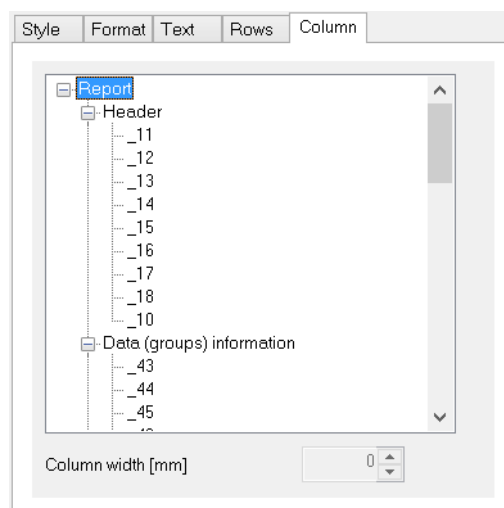 Style Format Text Rows Column
Report
Header
_11
_12
_13
_14
_15
_16
_17
_18
_10
Data (groups) information
_43
_44
_45
Column width [mm] 0